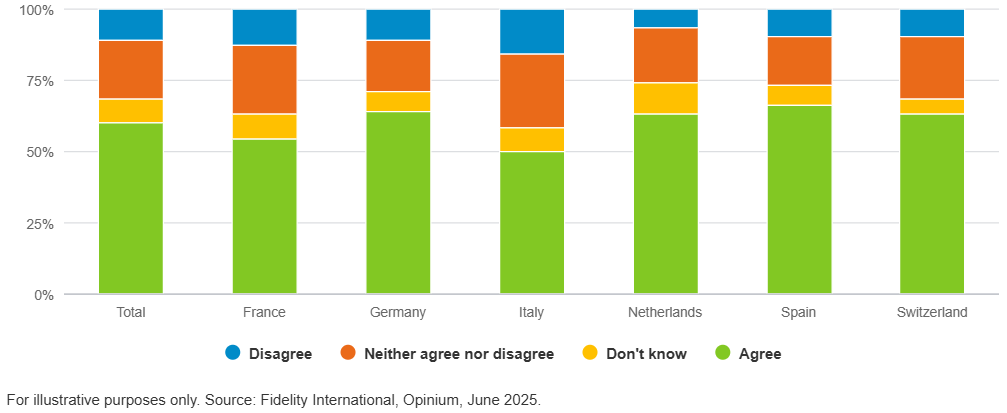 100%
75%
50%
25%
0%
Total France Germany Italy Netherlands Spain Switzerland
Disagree Neither agree nor disagree Don't know Agree
For illustrative purposes only. Source: Fidelity International, Opinium, June 2025.